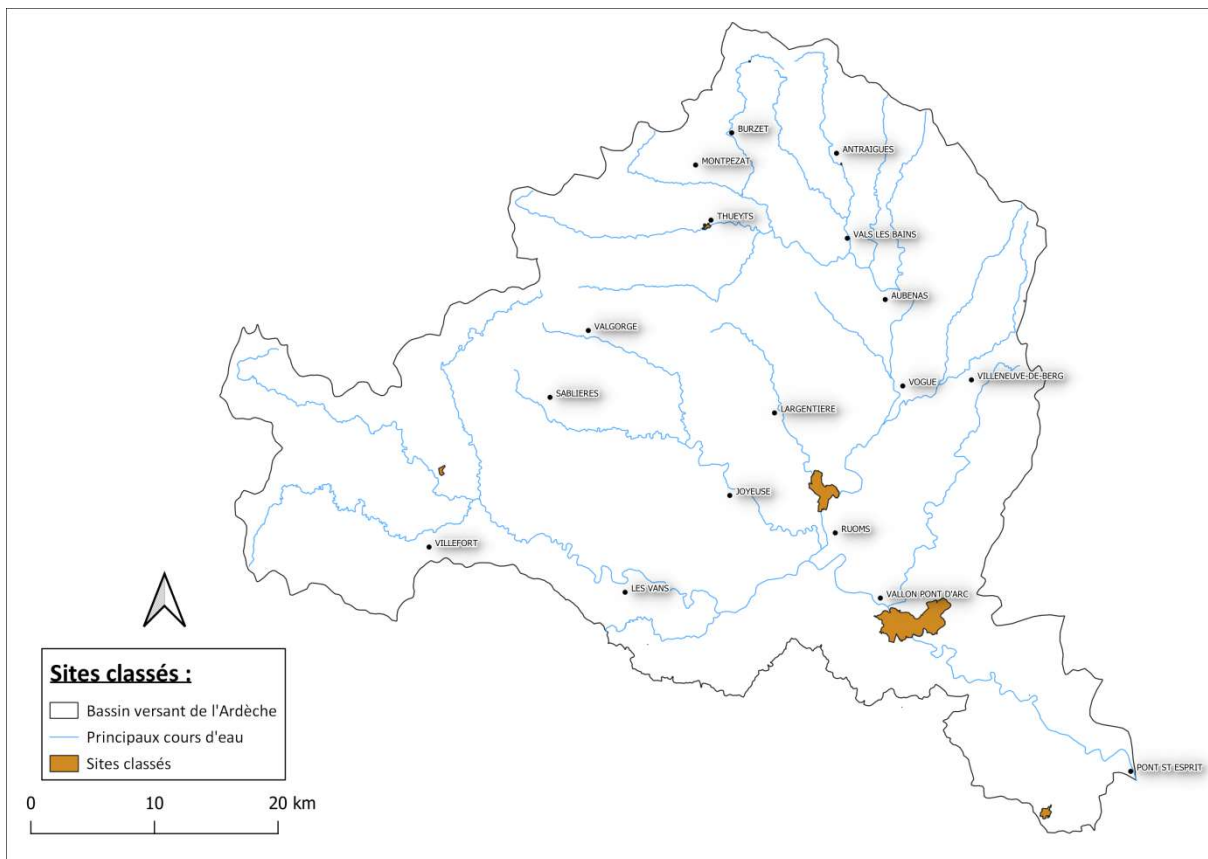 BURZET
ANTRAIGUES
MONTPEZAT
THUEYTS
VALS LES BAINS
AUBENAS
VALGORGE
VILLENEUVE-DE-BERG
VOGUE
SABLIERES
LARGENTIERE
JOYEUSE
RUOMS
VILLEFORT
LES VANS
VALLON PONT D'ARC
PONT ST ESPRIT
Sites classés :
Bassin versant de l'Ardèche
Principaux cours d'eau
Sites classés
0 10 20 km